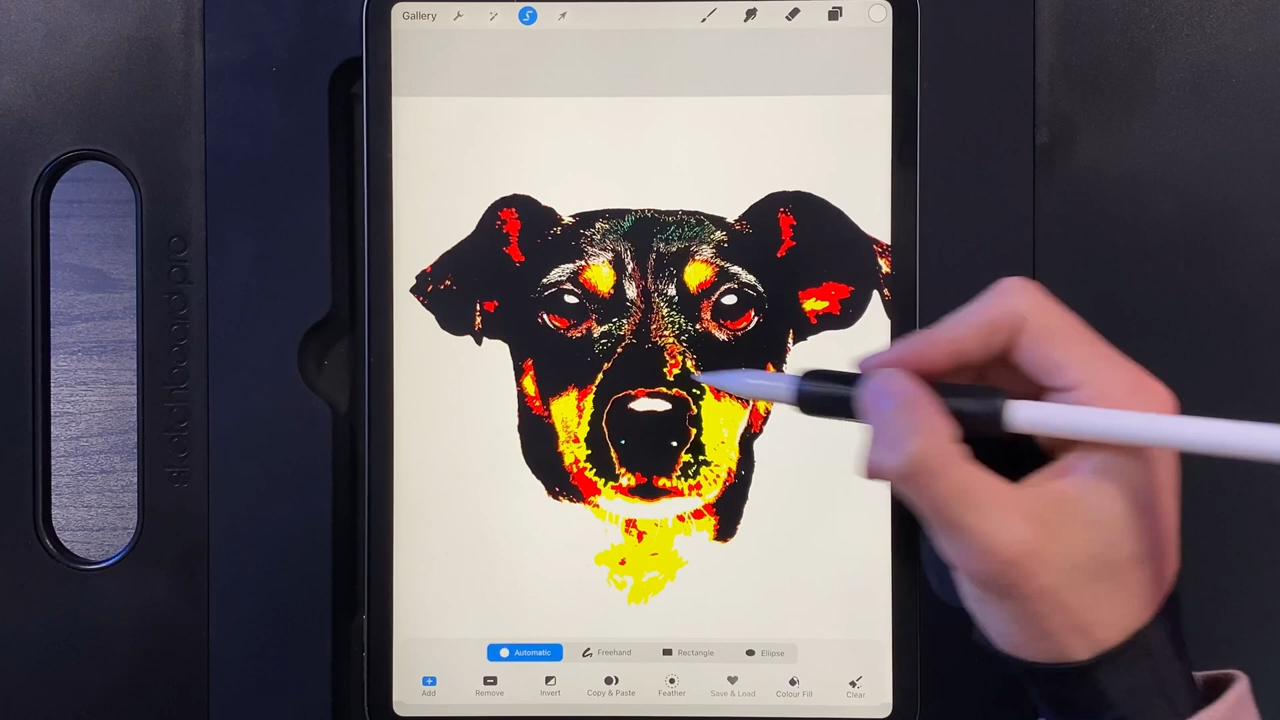 Gallery
sketchboard pro
Automatic
Freehand
Rectangle
Ellipse
Add
Remove
Invert
Copy & Paste
Feather
Save & Load
Colour Fill
Clear